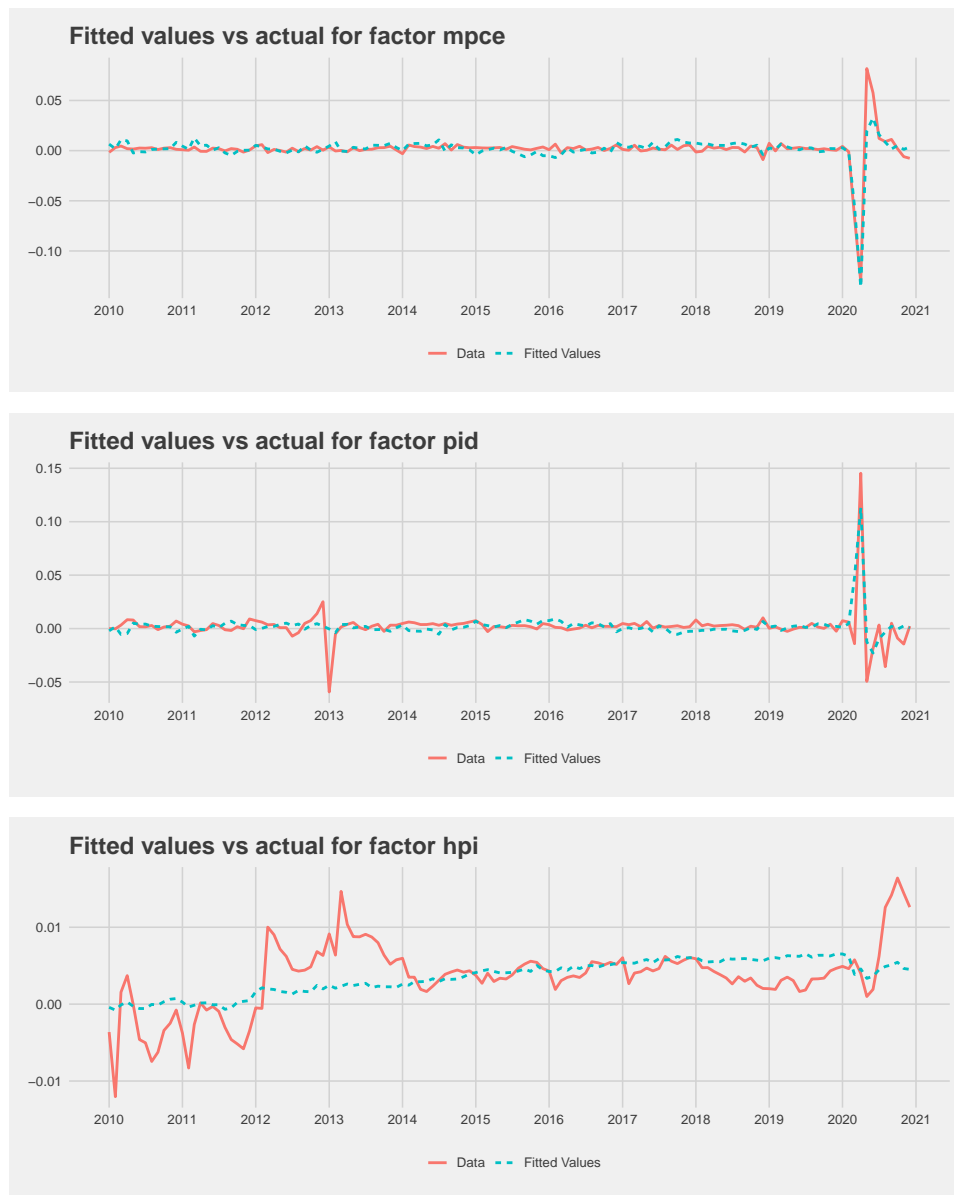 Fitted values vs actual for factor mpce
0.05
0.00
−0.05
−0.10
2010 2011 2012 2013 2014 2015 2016 2017 2018 2019 2020 2021
Data Fitted Values
Fitted values vs actual for factor pid
0.15
0.10
0.05
0.00
−0.05
2010 2011 2012 2013 2014 2015 2016 2017 2018 2019 2020 2021
Data Fitted Values
Fitted values vs actual for factor hpi
0.01
0.00
−0.01
2010 2011 2012 2013 2014 2015 2016 2017 2018 2019 2020 2021
Data Fitted Values